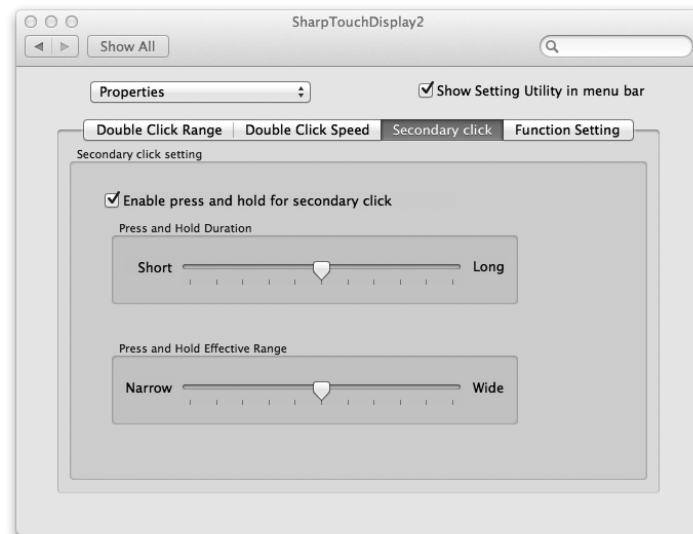 SharpTouchDisplay2
Show All
Properties
Show Setting Utility in menu bar
Double Click Range Double Click Speed Secondary click Function Setting
Secondary click setting
Enable press and hold for secondary click
Press and Hold Duration
Short Long
Press and Hold Effective Range
Narrow Wide